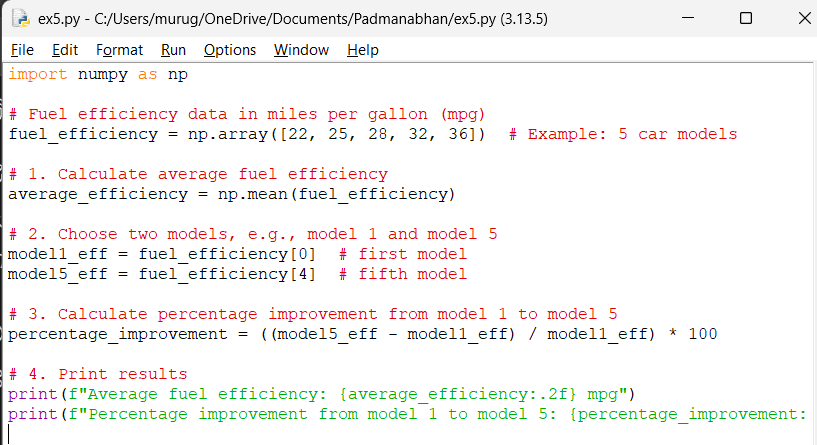 ex5.py - C:/Users/murug/OneDrive/Documents/Padmanabhan/ex5.py (3.13.5)
File Edit Format Run Options Window Help
import numpy as np
# Fuel efficiency data in miles per gallon (mpg)
fuel_efficiency = np.array([22, 25, 28, 32, 36])  # Example: 5 car models
# 1. Calculate average fuel efficiency
average_efficiency = np.mean(fuel_efficiency)
# 2. Choose two models, e.g., model 1 and model 5
model1_eff = fuel_efficiency[0]  # first model
model5_eff = fuel_efficiency[4]  # fifth model
# 3. Calculate percentage improvement from model 1 to model 5
percentage_improvement = ((model5_eff - model1_eff) / model1_eff) * 100
# 4. Print results
print(f"Average fuel efficiency: {average_efficiency:.2f} mpg")
print(f"Percentage improvement from model 1 to model 5: {percentage_improvement: